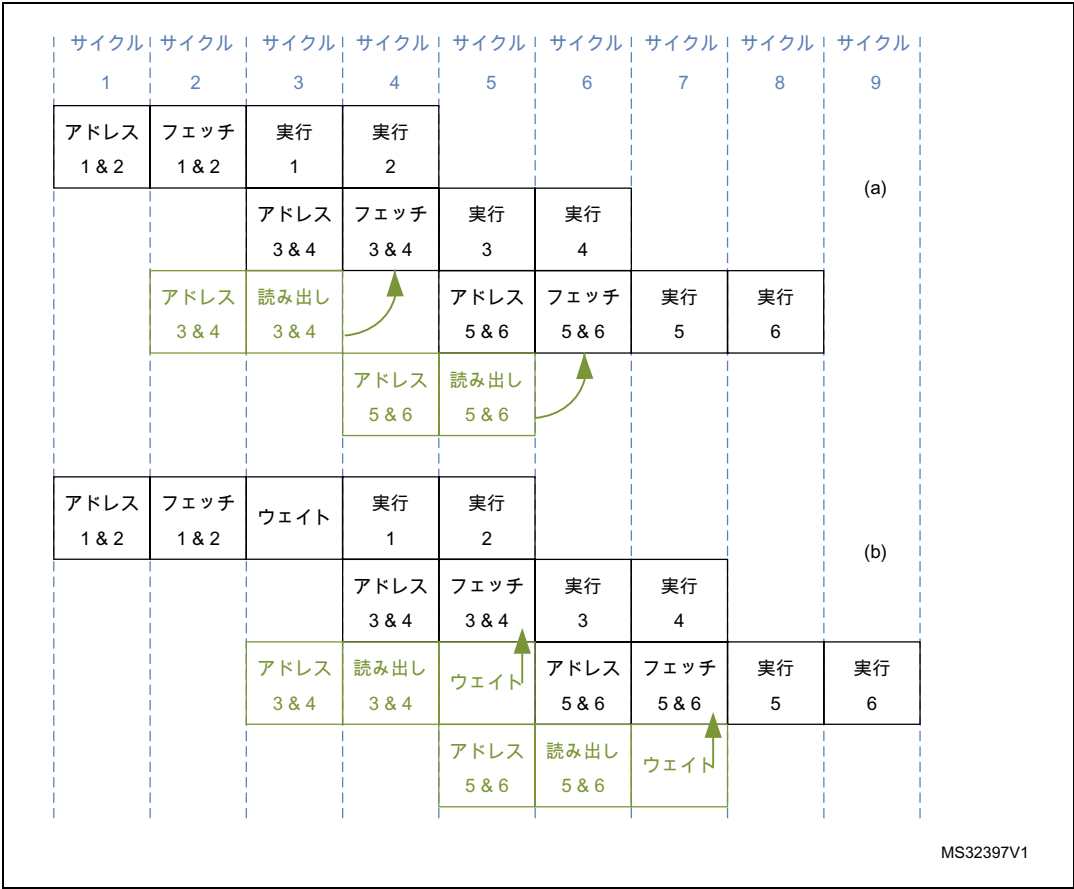 サイクル サイクル サイクル サイクル サイクル サイクル サイクル サイクル サイクル
1 2 3 4 5 6 7 8 9
アドレス フェッチ 実行 実行
1 & 2 1 & 2 1 2
(a)
アドレス フェッチ 実行 実行
3 & 4 3 & 4 3 4
アドレス 読み出し アドレス フェッチ 実行 実行
3 & 4 3 & 4 5 & 6 5 & 6 5 6
アドレス 読み出し
5 & 6 5 & 6
アドレス フェッチ ウェイト 実行 実行
1 & 2 1 & 2 1 2
(b)
アドレス フェッチ 実行 実行
3 & 4 3 & 4 3 4
アドレス 読み出し ウェイト アドレス フェッチ 実行 実行
3 & 4 3 & 4 5 & 6 5 & 6 5 6
アドレス 読み出し ウェイト
5 & 6 5 & 6
MS32397V1